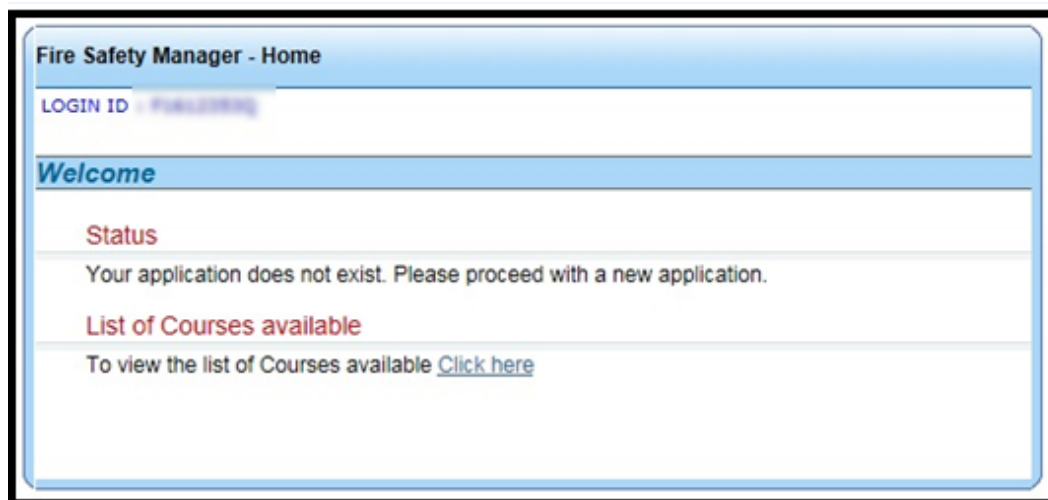 Fire Safety Manager - Home
LOGIN ID :
Welcome
Status
Your application does not exist. Please proceed with a new application.
List of Courses available
To view the list of Courses available Click here